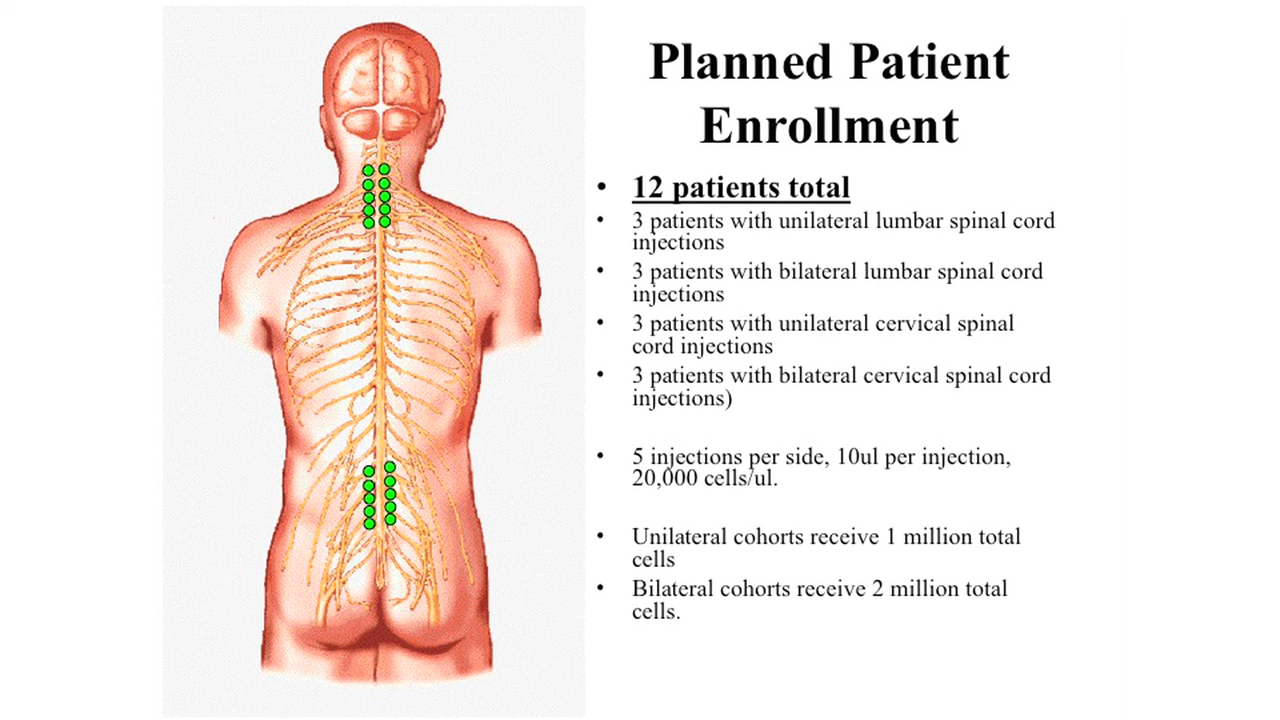 Planned Patient
Enrollment
• 12 patients total
• 3 patients with unilateral lumbar spinal cord
injections
• 3 patients with bilateral lumbar spinal cord
injections
• 3 patients with unilateral cervical spinal
cord injections
• 3 patients with bilateral cervical spinal cord
injections)
• 5 injections per side, 10ul per injection,
20,000 cells/ul.
• Unilateral cohorts receive 1 million total
cells
• Bilateral cohorts receive 2 million total
cells.